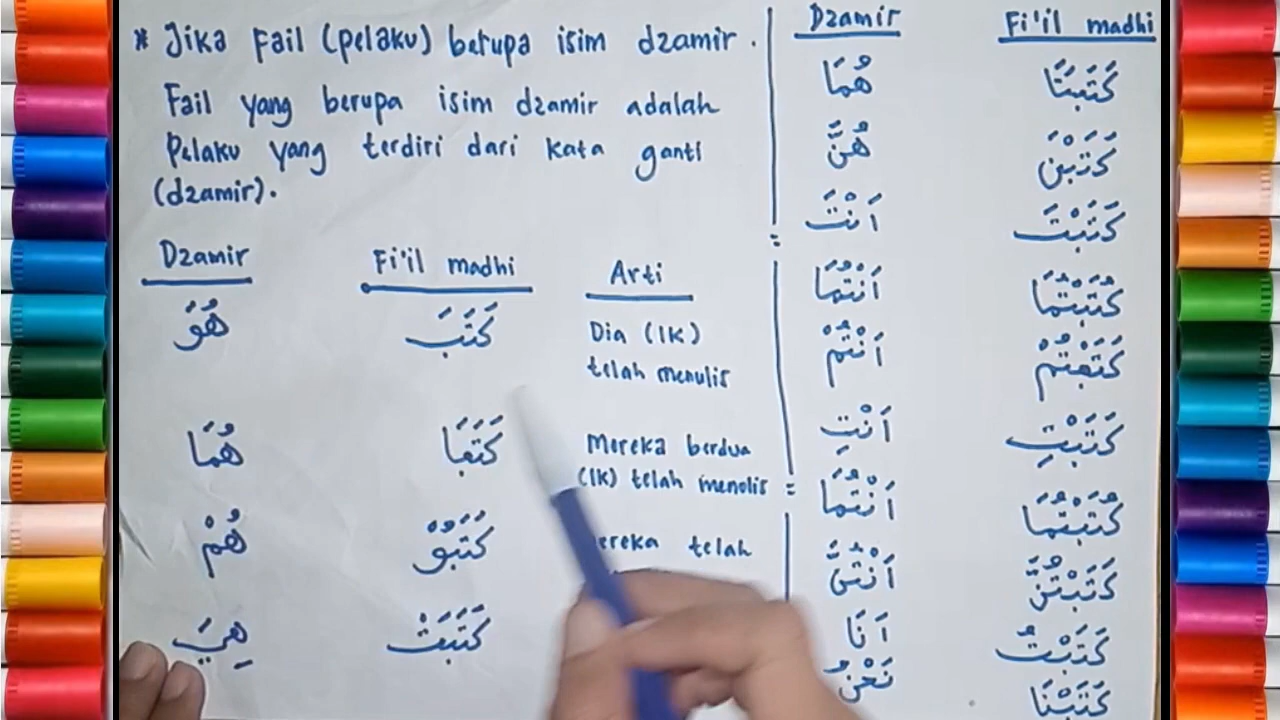 * Jika Fail (pelaku) berupa isim dzamir.
Fail yang berupa isim dzamir adalah
Pelaku yang terdiri dari kata ganti
(dzamir).
Dzamir Fi'il madhi Arti
هُوَ كَتَبَ Dia (lk)
telah menulis
هُمَا كَتَبَا Mereka berdua
(lk) telah menulis
هُمْ كَتَبُوْ ereka telah
هِيَ كَتَبَتْ
Dzamir Fi'il madhi
هُمَا كَتَبَتَا
هُنَّ كَتَبْنَ
اَنْتَ كَتَبْتَ
اَنْتُمَا كَتَبْتُمَا
اَنْتُمْ كَتَبْتُمْ
اَنْتِ كَتَبْتِ
اَنْتُمَا كَتَبْتُمَا
اَنْتُنَّ كَتَبْتُنَّ
اَنَا كَتَبْتُ
نَحْنُ كَتَبْنَا